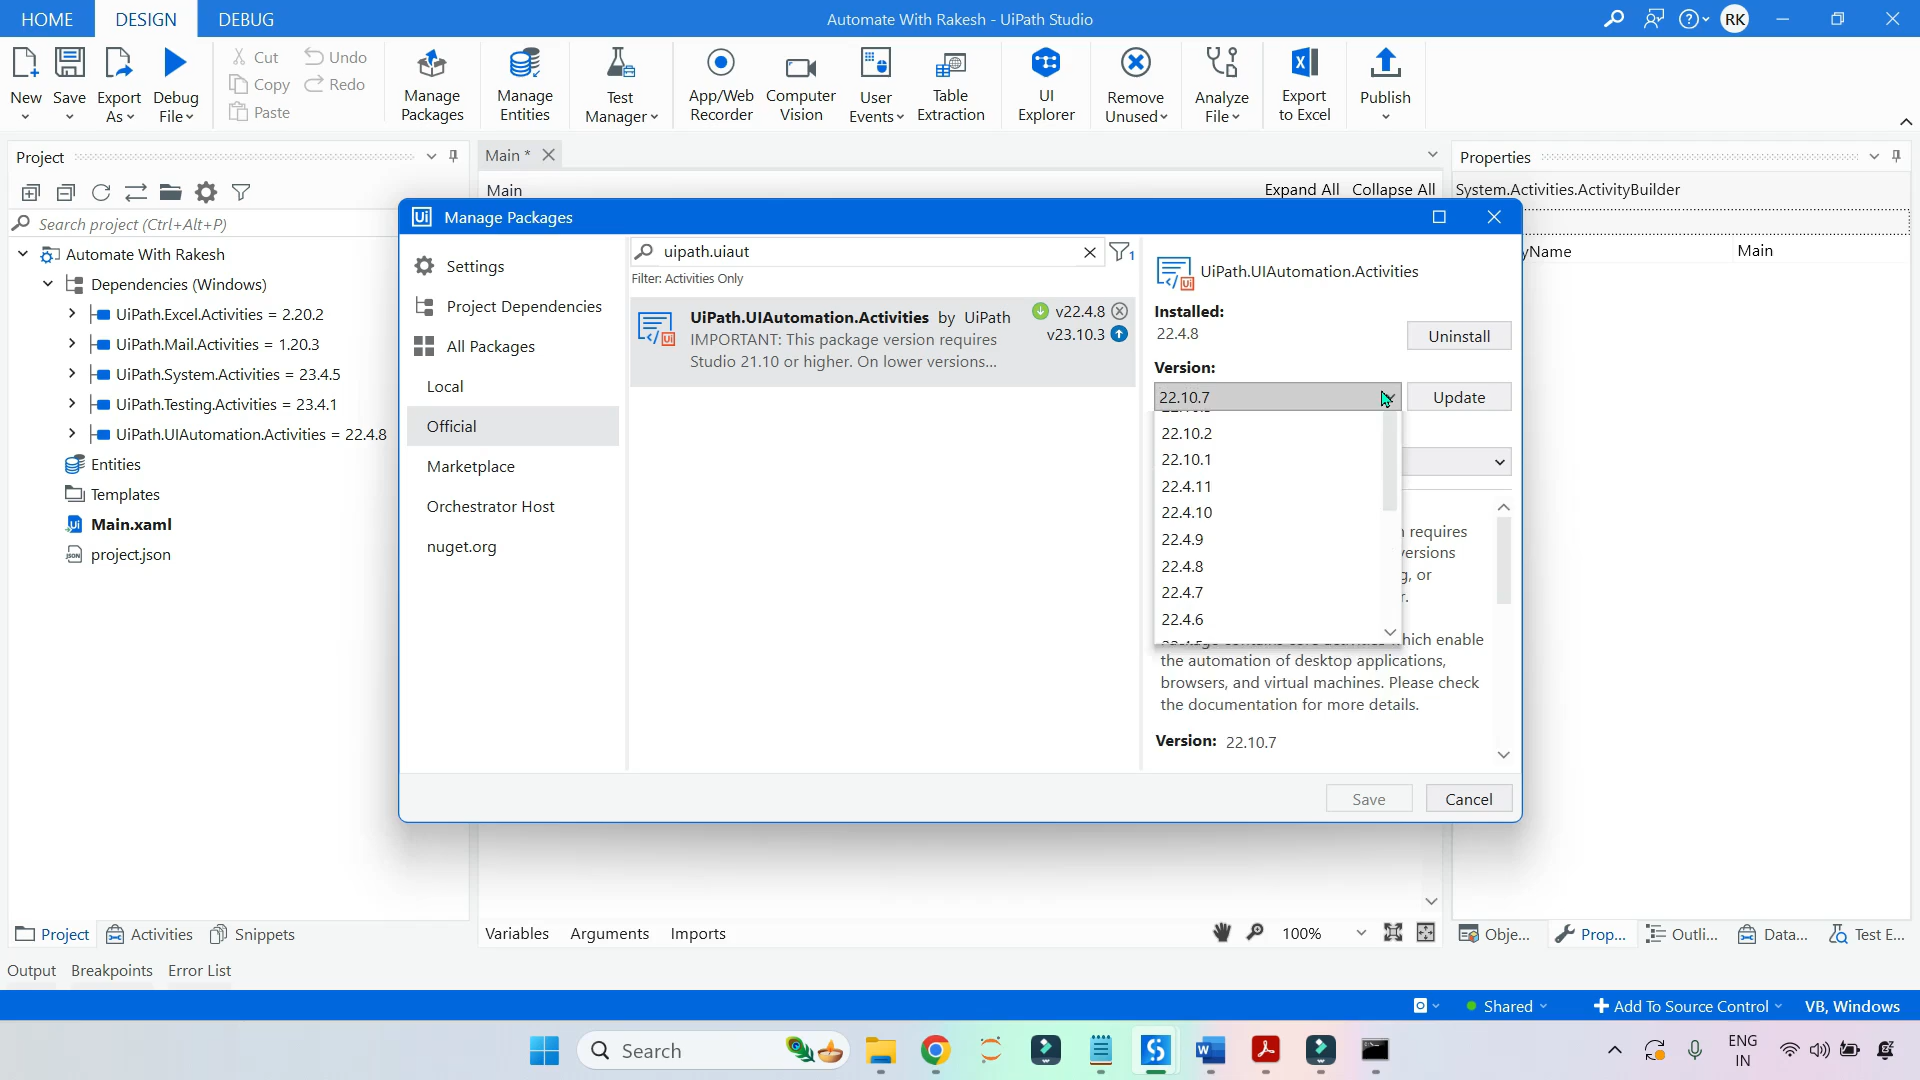 HOME DESIGN DEBUG Automate With Rakesh - UiPath Studio RK
New Save Export As Debug File Cut Copy Paste Undo Redo Manage Packages Manage Entities Test Manager App/Web Recorder Computer Vision User Events Table Extraction UI Explorer Remove Unused Analyze File Export to Excel Publish
Project
Search project (Ctrl+Alt+P)
Automate With Rakesh
Dependencies (Windows)
UiPath.Excel.Activities = 2.20.2
UiPath.Mail.Activities = 1.20.3
UiPath.System.Activities = 23.4.5
UiPath.Testing.Activities = 23.4.1
UiPath.UIAutomation.Activities = 22.4.8
Entities
Templates
Main.xaml
project.json
Main *
Main Expand All Collapse All
Properties
System.Activities.ActivityBuilder
yName Main
Manage Packages
Settings
Project Dependencies
All Packages
Local
Official
Marketplace
Orchestrator Host
nuget.org
uipath.uiaut
Filter: Activities Only
UiPath.UIAutomation.Activities by UiPath v22.4.8
IMPORTANT: This package version requires v23.10.3
Studio 21.10 or higher. On lower versions...
UiPath.UIAutomation.Activities
Installed:
22.4.8 Uninstall
Version:
22.10.7 Update
22.10.2
22.10.1
22.4.11
22.4.10
22.4.9
22.4.8
22.4.7
22.4.6
requires
versions
g, or
r.
which enable
the automation of desktop applications,
browsers, and virtual machines. Please check
the documentation for more details.
Version: 22.10.7
Save Cancel
Project Activities Snippets
Variables Arguments Imports 100%
Obje... Prop... Outli... Data... Test E...
Output Breakpoints Error List
Shared Add To Source Control VB, Windows
Search
ENG
IN